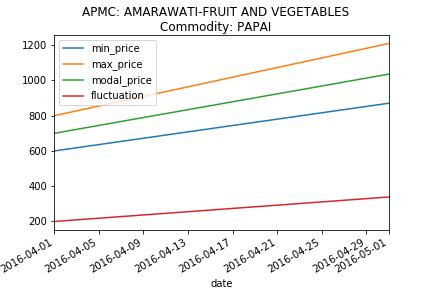 APMC: AMARAWATI-FRUIT AND VEGETABLES
Commodity: PAPAI
min_price
max_price
modal_price
fluctuation
1200
1000
800
600
400
200
2016-04-01
2016-04-05
2016-04-09
2016-04-13
2016-04-17
2016-04-21
2016-04-25
2016-04-29
2016-05-01
date